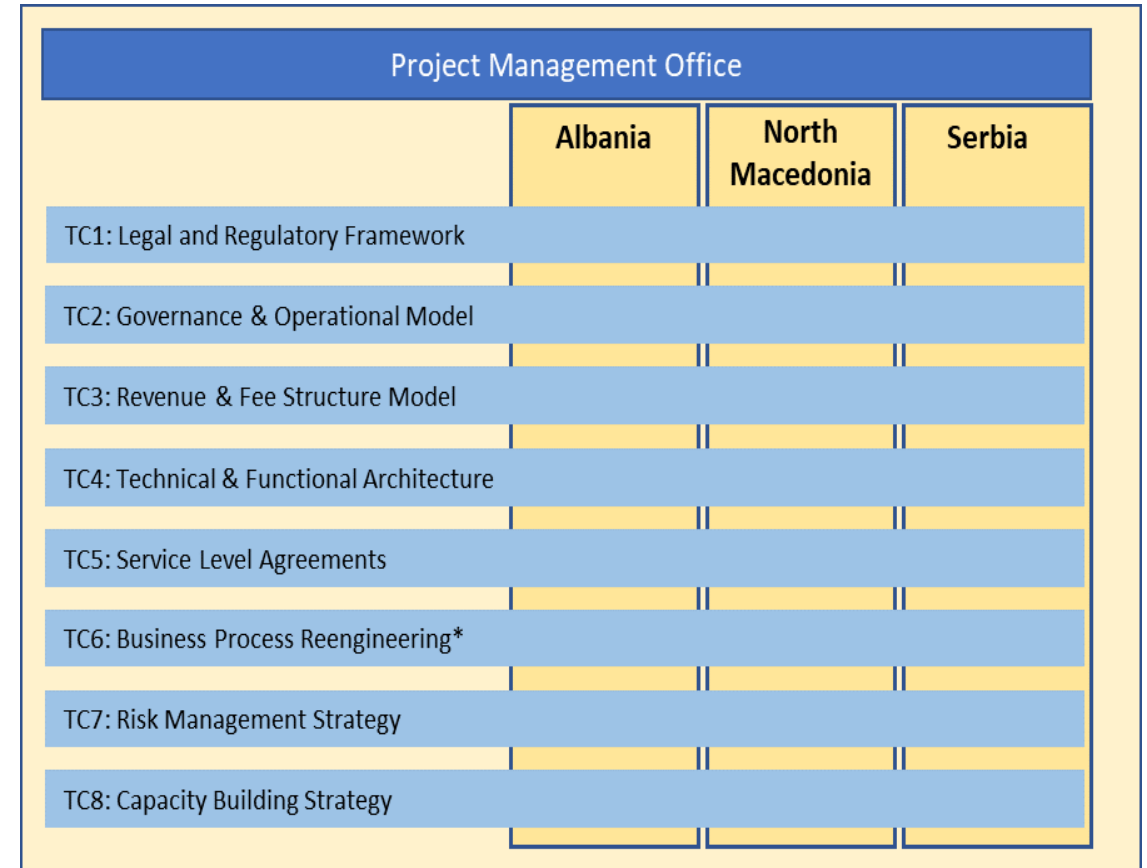 Project Management Office
Albania
North
Macedonia
Serbia
TC1: Legal and Regulatory Framework
TC2: Governance & Operational Model
TC3: Revenue & Fee Structure Model
TC4: Technical & Functional Architecture
TC5: Service Level Agreements
TC6: Business Process Reengineering*
TC7: Risk Management Strategy
TC8: Capacity Building Strategy